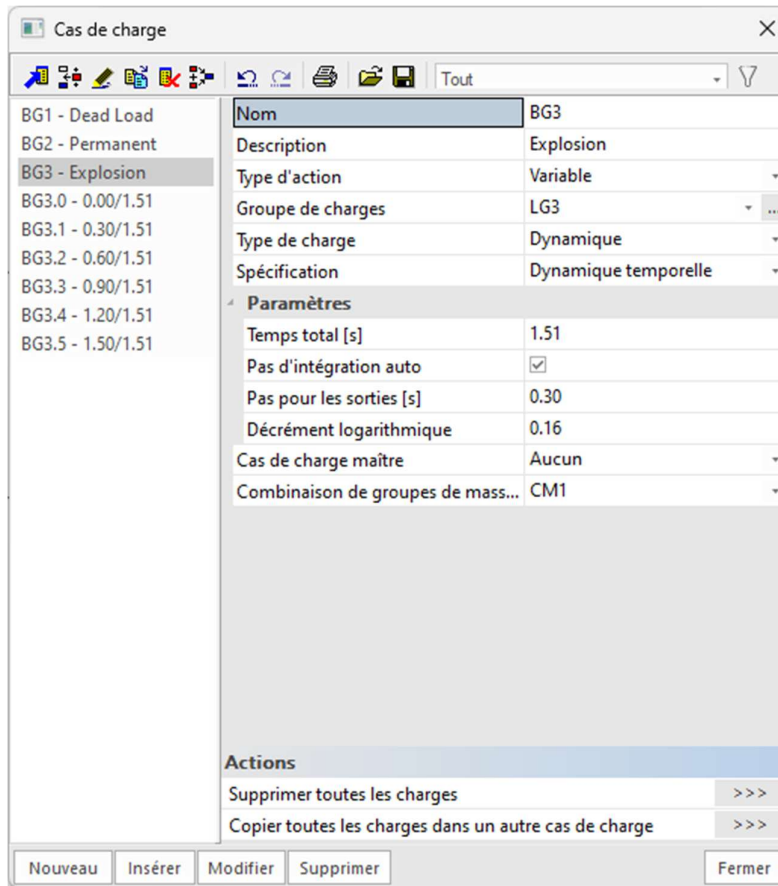 Cas de charge
Tout
BG1 - Dead Load
BG2 - Permanent
BG3 - Explosion
BG3.0 - 0.00/1.51
BG3.1 - 0.30/1.51
BG3.2 - 0.60/1.51
BG3.3 - 0.90/1.51
BG3.4 - 1.20/1.51
BG3.5 - 1.50/1.51
Nom BG3
Description Explosion
Type d'action Variable
Groupe de charges LG3 ...
Type de charge Dynamique
Spécification Dynamique temporelle
Paramètres
Temps total [s] 1.51
Pas d'intégration auto
Pas pour les sorties [s] 0.30
Décrément logarithmique 0.16
Cas de charge maître Aucun
Combinaison de groupes de mass... CM1
Actions
Supprimer toutes les charges >>>
Copier toutes les charges dans un autre cas de charge >>>
Nouveau Insérer Modifier Supprimer Fermer